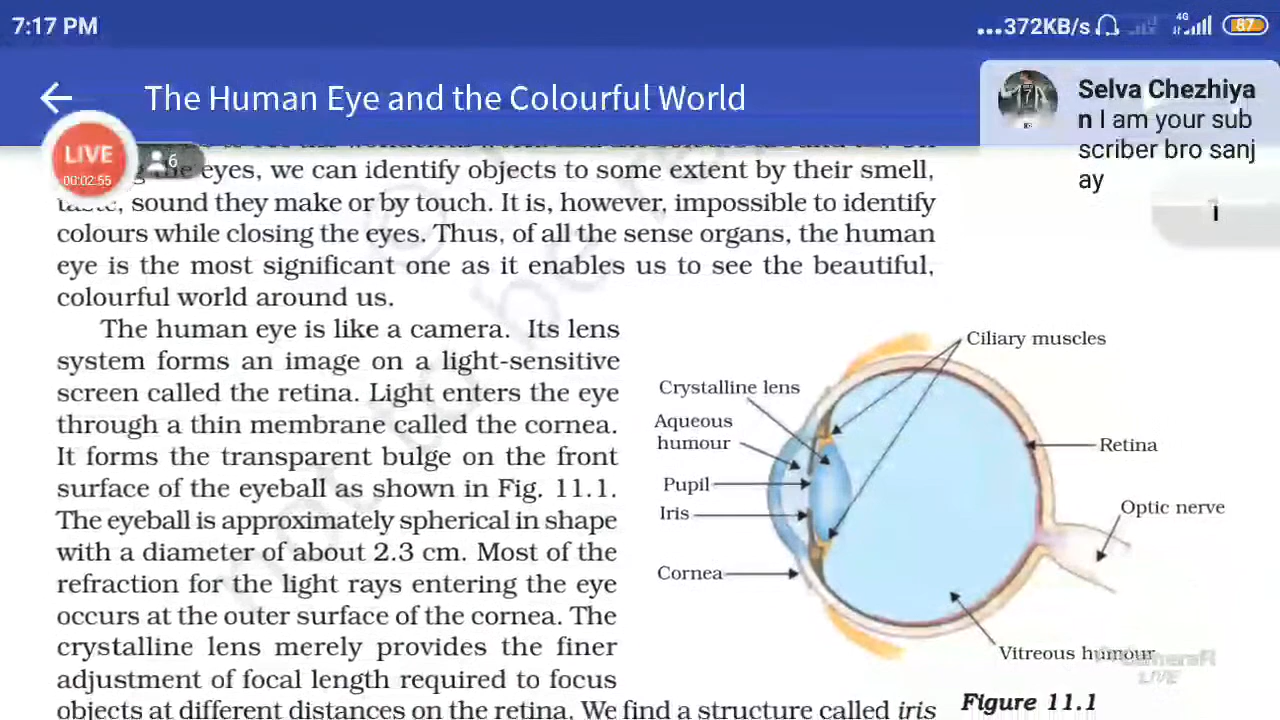 7:17 PM
...372KB/s
4G
87
The Human Eye and the Colourful World
Selva Chezhiya
n I am your sub
scriber bro sanj
ay
LIVE
00:02:55
6
the eyes, we can identify objects to some extent by their smell,
taste, sound they make or by touch. It is, however, impossible to identify
colours while closing the eyes. Thus, of all the sense organs, the human
eye is the most significant one as it enables us to see the beautiful,
colourful world around us.
The human eye is like a camera. Its lens
system forms an image on a light-sensitive
screen called the retina. Light enters the eye
through a thin membrane called the cornea.
It forms the transparent bulge on the front
surface of the eyeball as shown in Fig. 11.1.
The eyeball is approximately spherical in shape
with a diameter of about 2.3 cm. Most of the
refraction for the light rays entering the eye
occurs at the outer surface of the cornea. The
crystalline lens merely provides the finer
adjustment of focal length required to focus
objects at different distances on the retina. We find a structure called iris
Ciliary muscles
Crystalline lens
Aqueous
humour
Pupil
Iris
Cornea
Retina
Optic nerve
Vitreous humour
LIVE
Figure 11.1
not to be re